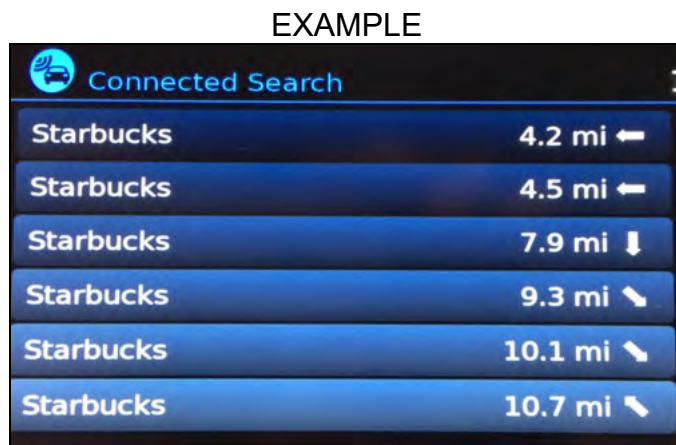 EXAMPLE
Connected Search
Starbucks 4.2 mi
Starbucks 4.5 mi
Starbucks 7.9 mi
Starbucks 9.3 mi
Starbucks 10.1 mi
Starbucks 10.7 mi